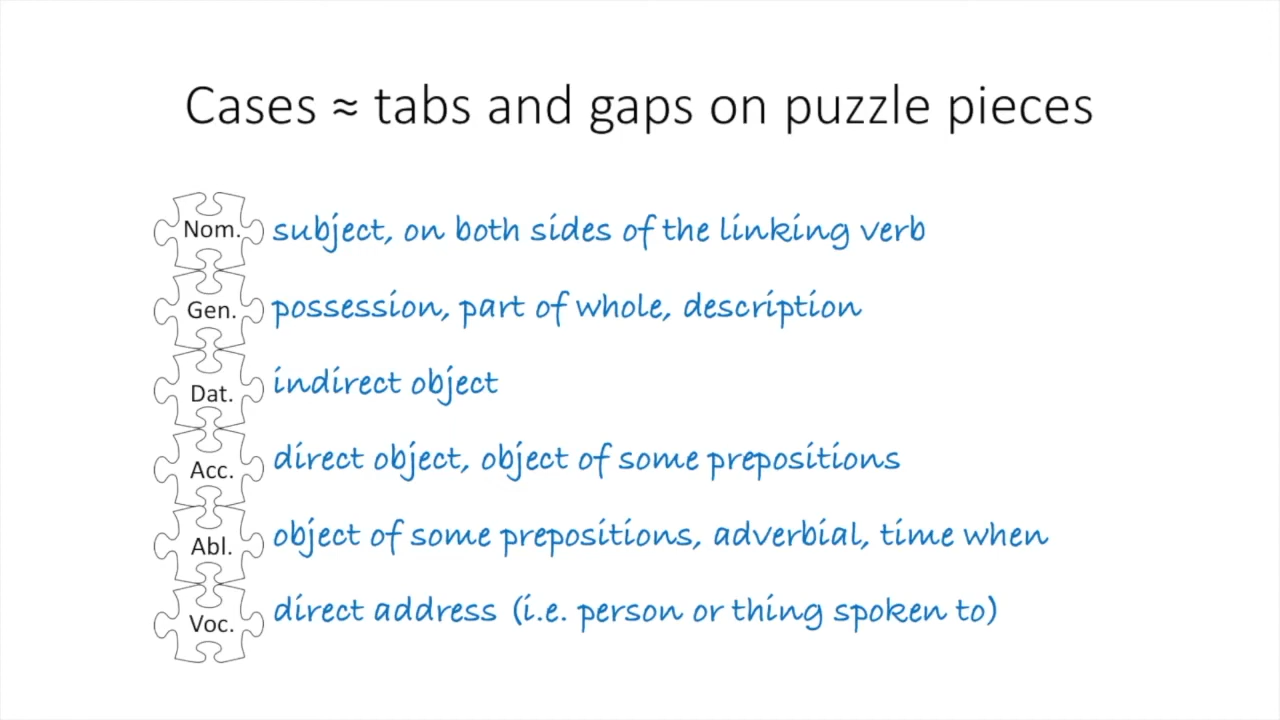 Cases ≈ tabs and gaps on puzzle pieces
Nom. subject, on both sides of the linking verb
Gen. possession, part of whole, description
Dat. indirect object
Acc. direct object, object of some prepositions
Abl. object of some prepositions, adverbial, time when
Voc. direct address (i.e. person or thing spoken to)